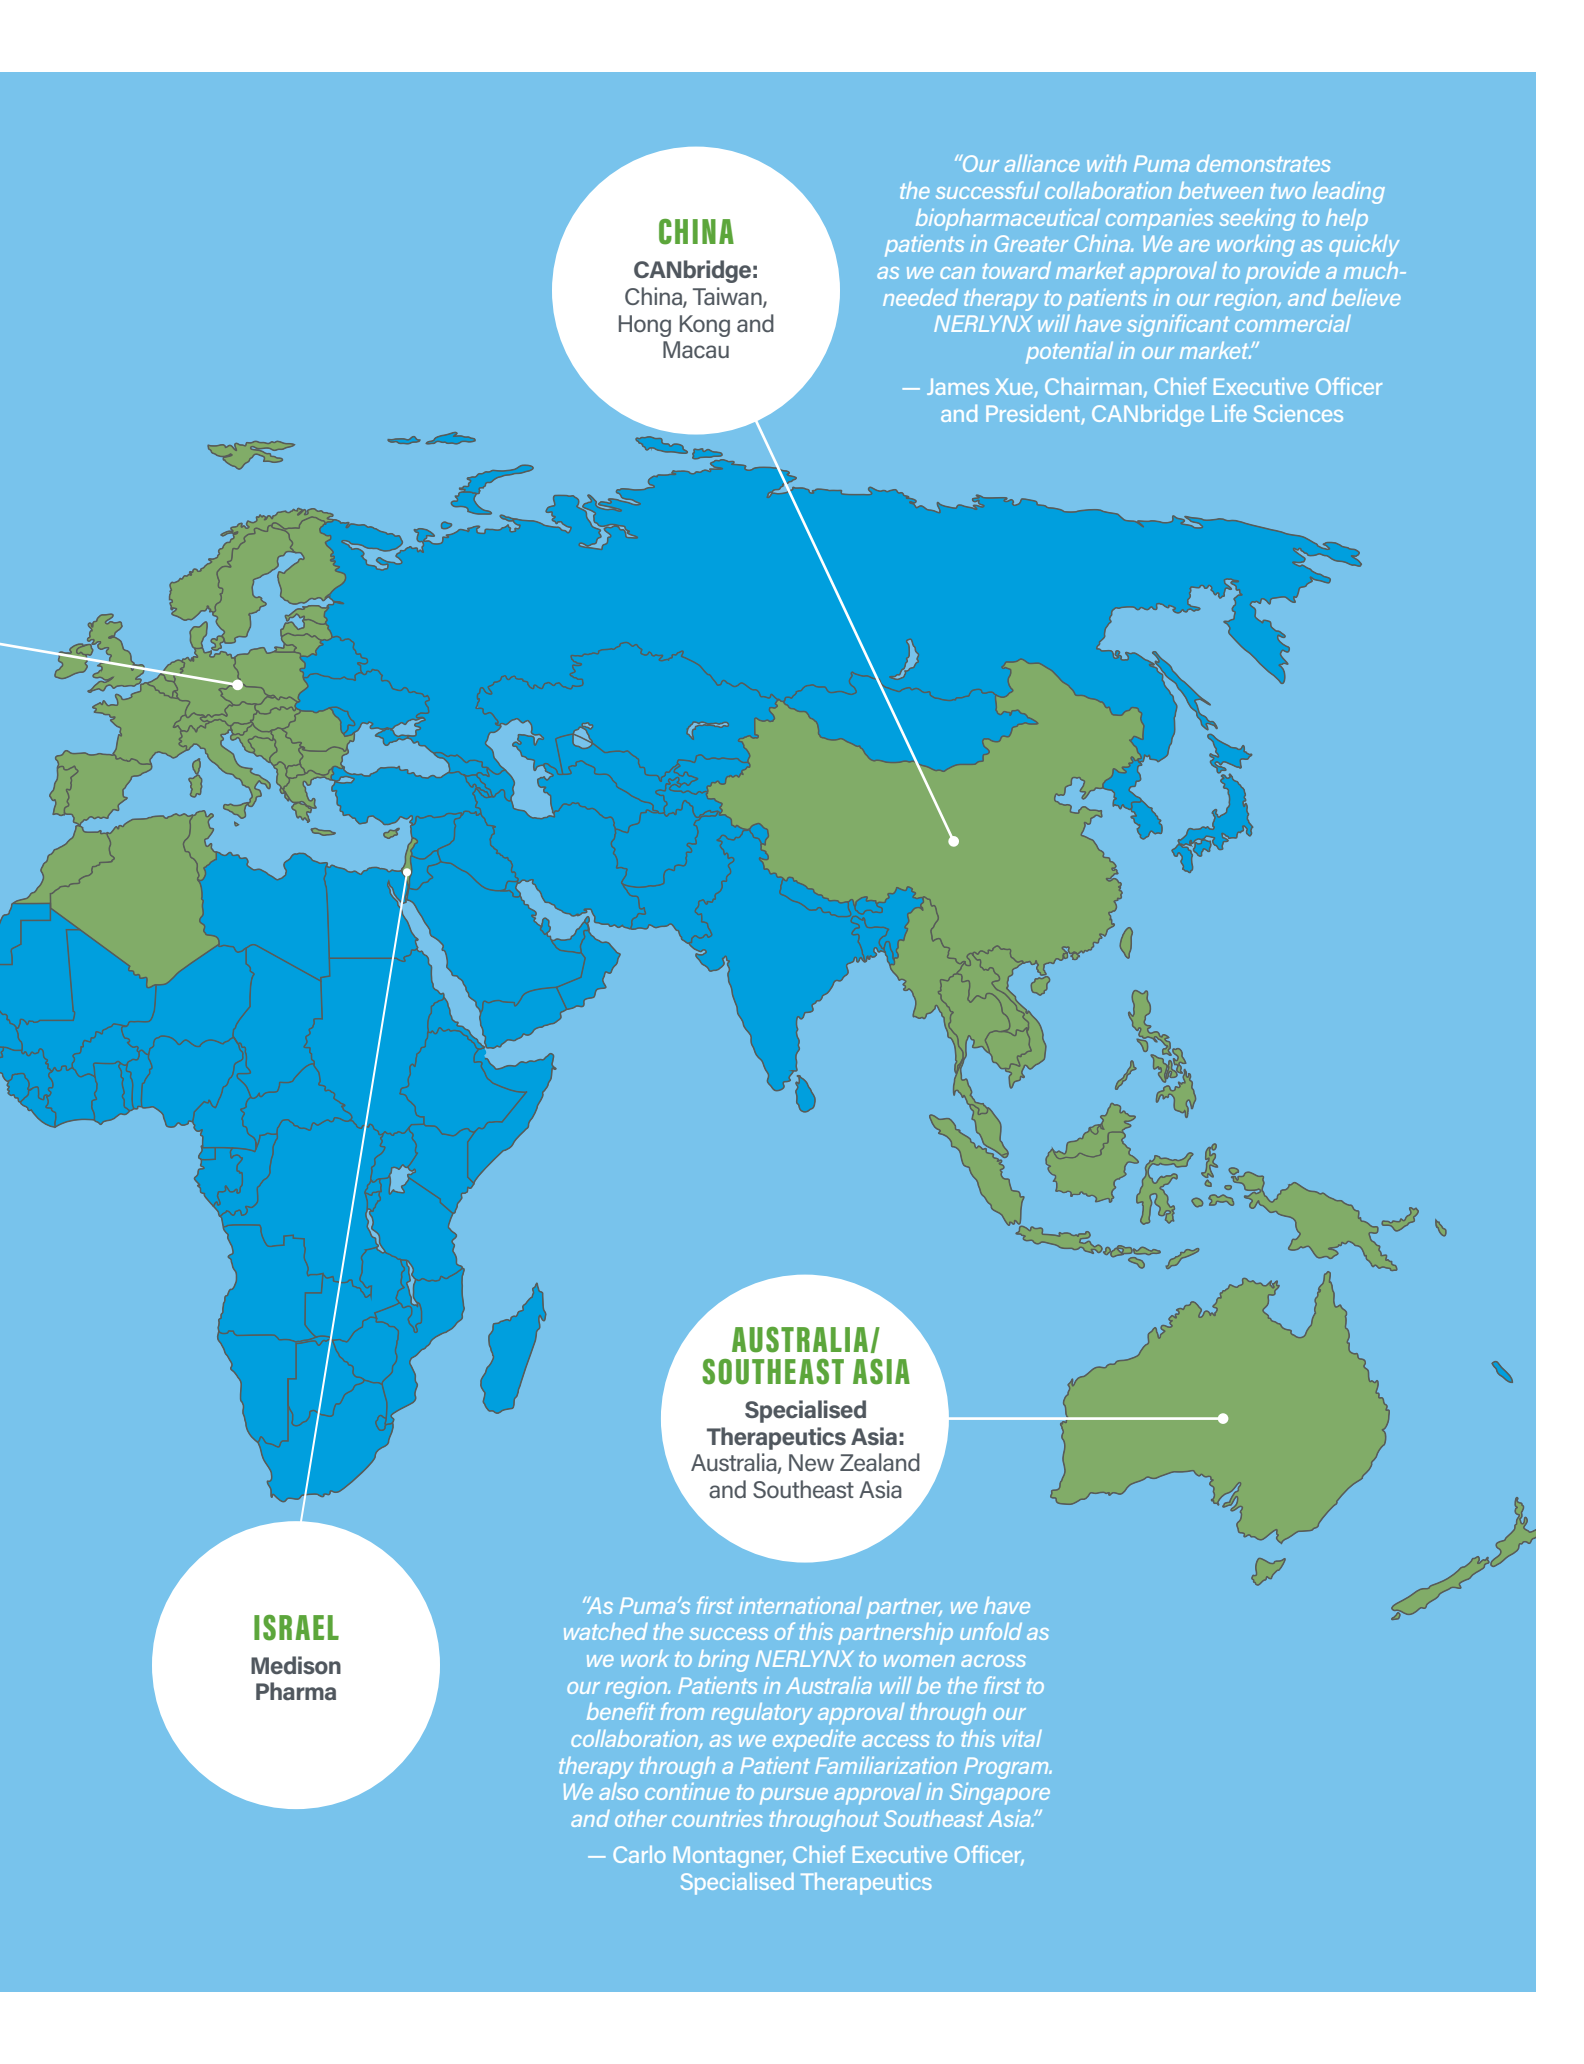 CHINA
CANbridge:
China, Taiwan,
Hong Kong and
Macau
“Our alliance with Puma demonstrates
the successful collaboration between two leading
biopharmaceutical companies seeking to help
patients in Greater China. We are working as quickly
as we can toward market approval to provide a much-
needed therapy to patients in our region, and believe
NERLYNX will have significant commercial
potential in our market.”
— James Xue, Chairman, Chief Executive Officer
and President, CANbridge Life Sciences
AUSTRALIA/
SOUTHEAST ASIA
Specialised
Therapeutics Asia:
Australia, New Zealand
and Southeast Asia
ISRAEL
Medison
Pharma
“As Puma’s first international partner, we have
watched the success of this partnership unfold as
we work to bring NERLYNX to women across
our region. Patients in Australia will be the first to
benefit from regulatory approval through our
collaboration, as we expedite access to this vital
therapy through a Patient Familiarization Program.
We also continue to pursue approval in Singapore
and other countries throughout Southeast Asia.”
— Carlo Montagner, Chief Executive Officer,
Specialised Therapeutics